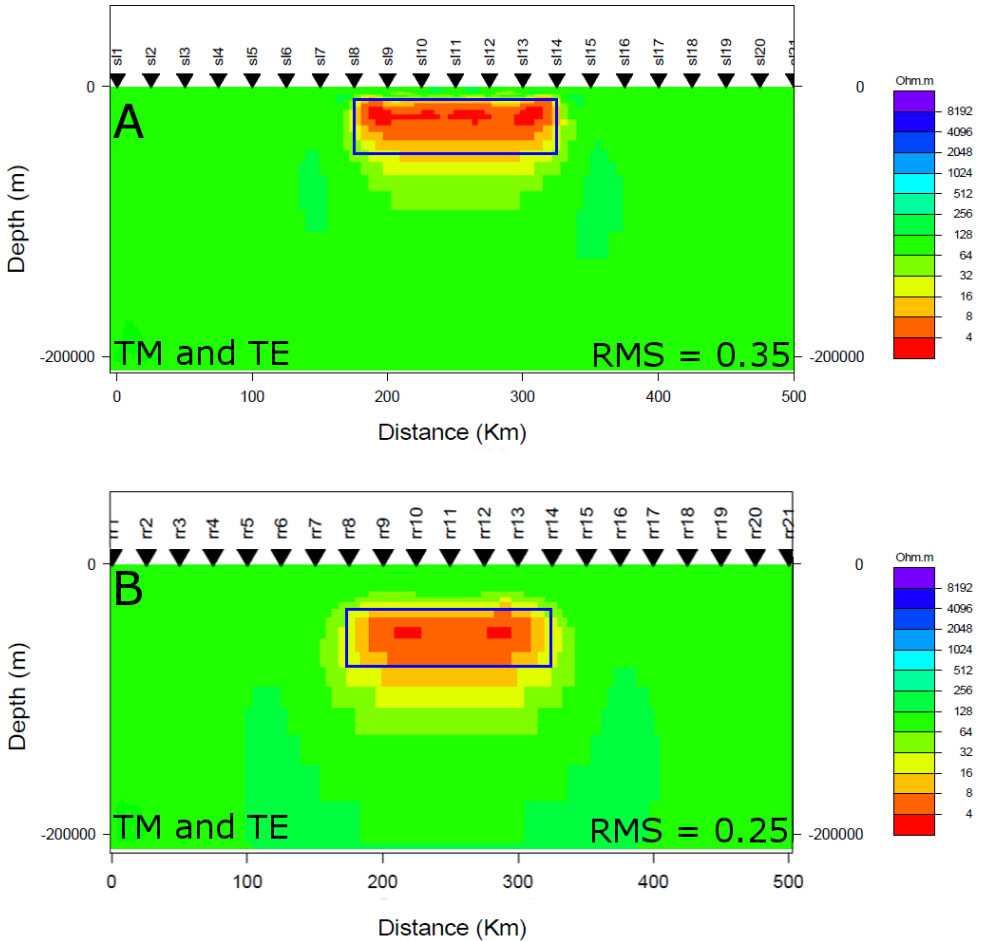 sl1 sl2 sl3 sl4 sl5 sl6 sl7 sl8 sl9 sl10 sl11 sl12 sl13 sl14 sl15 sl16 sl17 sl18 sl19 sl20
0
0
A
Depth (m)
-200000
-200000
TM and TE
RMS = 0.35
0 100 200 300 400 500
Distance (Km)
Ohm.m
8192
4096
2048
1024
512
256
128
64
32
16
8
4
rr1 rr2 rr3 rr4 rr5 rr6 rr7 rr8 rr9 rr10 rr11 rr12 rr13 rr14 rr15 rr16 rr17 rr18 rr19 rr20 rr21
0
0
B
Depth (m)
-200000
-200000
TM and TE
RMS = 0.25
0 100 200 300 400 500
Distance (Km)
Ohm.m
8192
4096
2048
1024
512
256
128
64
32
16
8
4